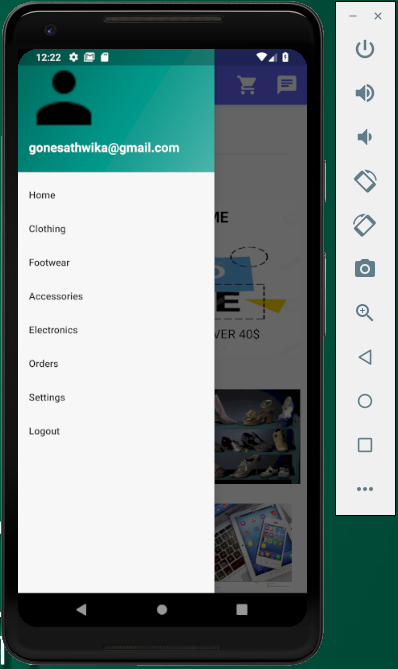 12:22
gonesathwika@gmail.com
Home
Clothing
Footwear
Accessories
Electronics
Orders
Settings
Logout
ME
E
VER 40$